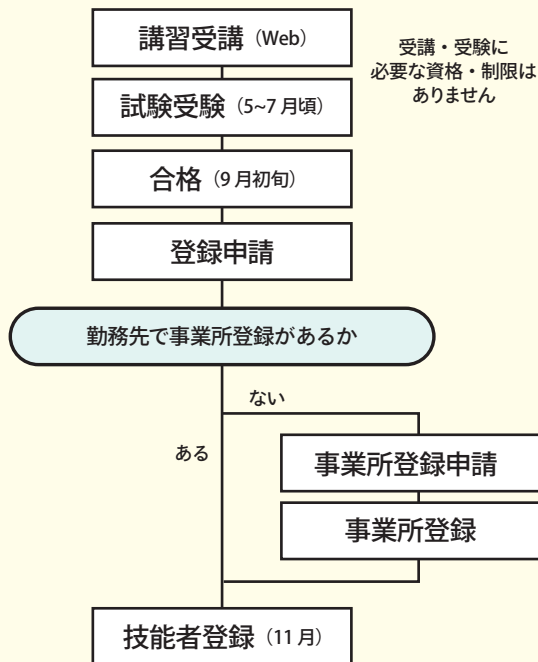 講習受講（Web）
受講・受験に
必要な資格・制限は
ありません
試験受験（5~7 月頃）
合格（9 月初旬）
登録申請
勤務先で事業所登録があるか
ない
ある
事業所登録申請
事業所登録
技能者登録（11 月）